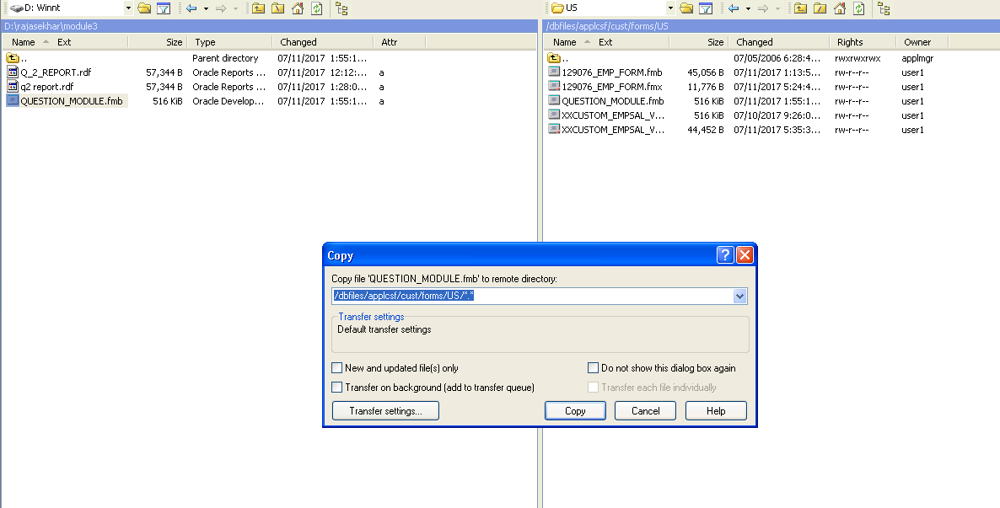 D: Winnt
US
D:\rajasekhar\module3
/dbfiles/applcsf/cust/forms/US
Name Ext Size Type Changed Attr
.. Parent directory 07/11/2017 1:55:1...
Q_2_REPORT.rdf 57,344 B Oracle Reports ... 07/11/2017 12:12:... a
q2 report.rdf 57,344 B Oracle Reports ... 07/11/2017 1:28:0... a
QUESTION_MODULE.fmb 516 KiB Oracle Develop... 07/11/2017 1:55:1... a
Name Ext Size Changed Rights Owner
.. 07/05/2006 6:28:4... rwxrwxrwx applmgr
129076_EMP_FORM.fmb 45,056 B 07/11/2017 1:13:5... rw-r--r-- user1
129076_EMP_FORM.fmx 11,776 B 07/11/2017 5:24:4... rw-r--r-- user1
QUESTION_MODULE.fmb 516 KiB 07/11/2017 1:55:1... rw-r--r-- user1
XXCUSTOM_EMPSAL_V... 516 KiB 07/10/2017 9:26:0... rw-r--r-- user1
XXCUSTOM_EMPSAL_V... 44,452 B 07/11/2017 5:35:3... rw-r--r-- user1
Copy
Copy file 'QUESTION_MODULE.fmb' to remote directory:
/dbfiles/applcsf/cust/forms/US/*.*
Transfer settings
Default transfer settings
New and updated file(s) only
Do not show this dialog box again
Transfer on background (add to transfer queue)
Transfer each file individually
Transfer settings... Copy Cancel Help